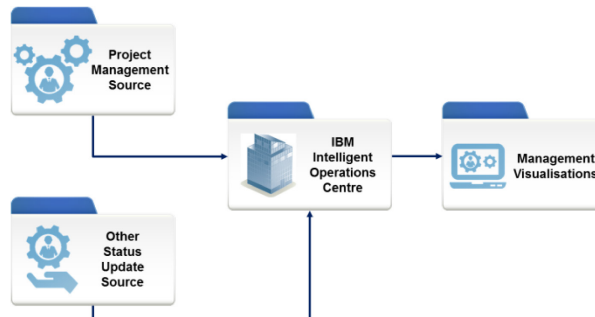 Project
Management
Source
IBM
Intelligent
Operations
Centre
Management
Visualisations
Other
Status
Update
Source